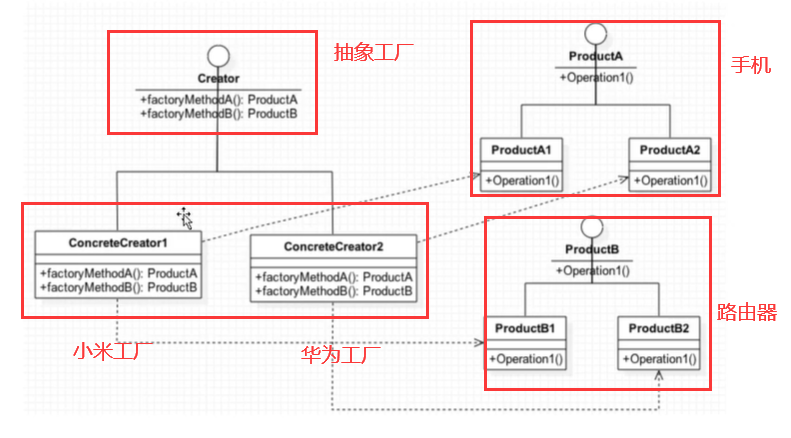 抽象工厂
Creator
+factoryMethodA(): ProductA
+factoryMethodB(): ProductB
ProductA
+Operation1()
手机
ProductA1
+Operation1()
ProductA2
+Operation1()
ConcreteCreator1
+factoryMethodA(): ProductA
+factoryMethodB(): ProductB
ConcreteCreator2
+factoryMethodA(): ProductA
+factoryMethodB(): ProductB
小米工厂
华为工厂
ProductB
+Operation1()
路由器
ProductB1
+Operation1()
ProductB2
+Operation1()